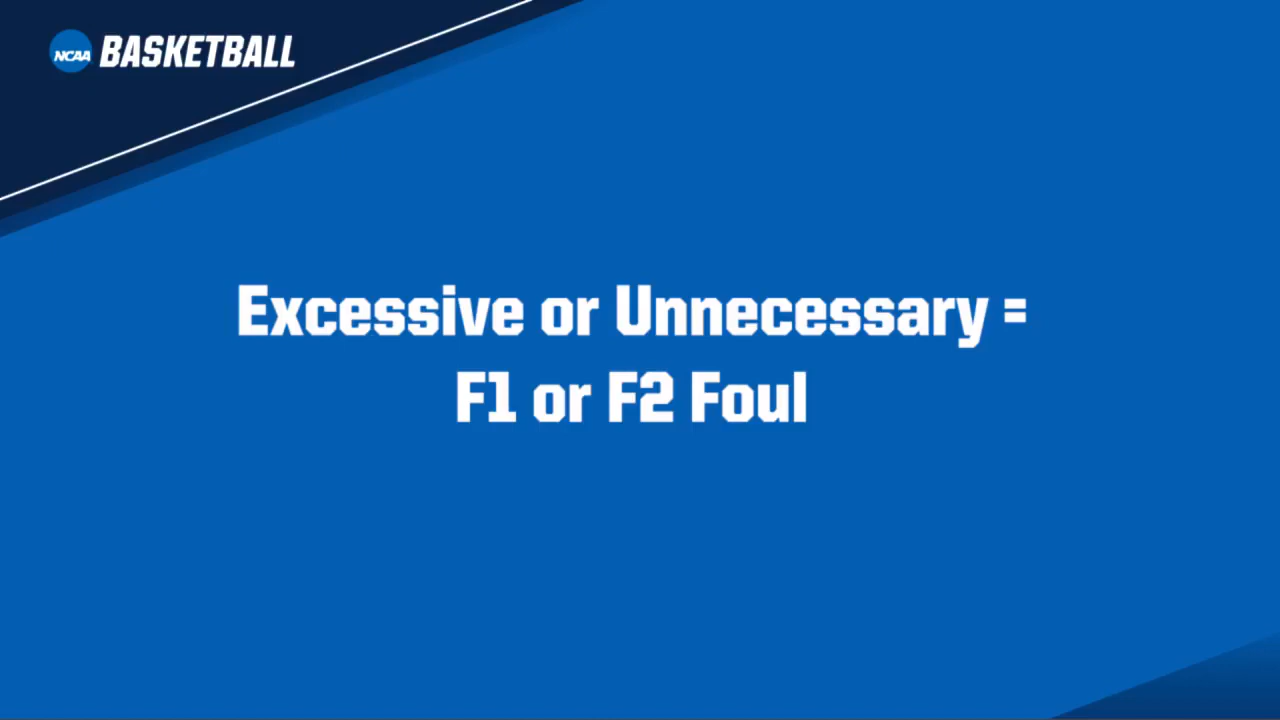 NCAA BASKETBALL
Excessive or Unnecessary =
F1 or F2 Foul